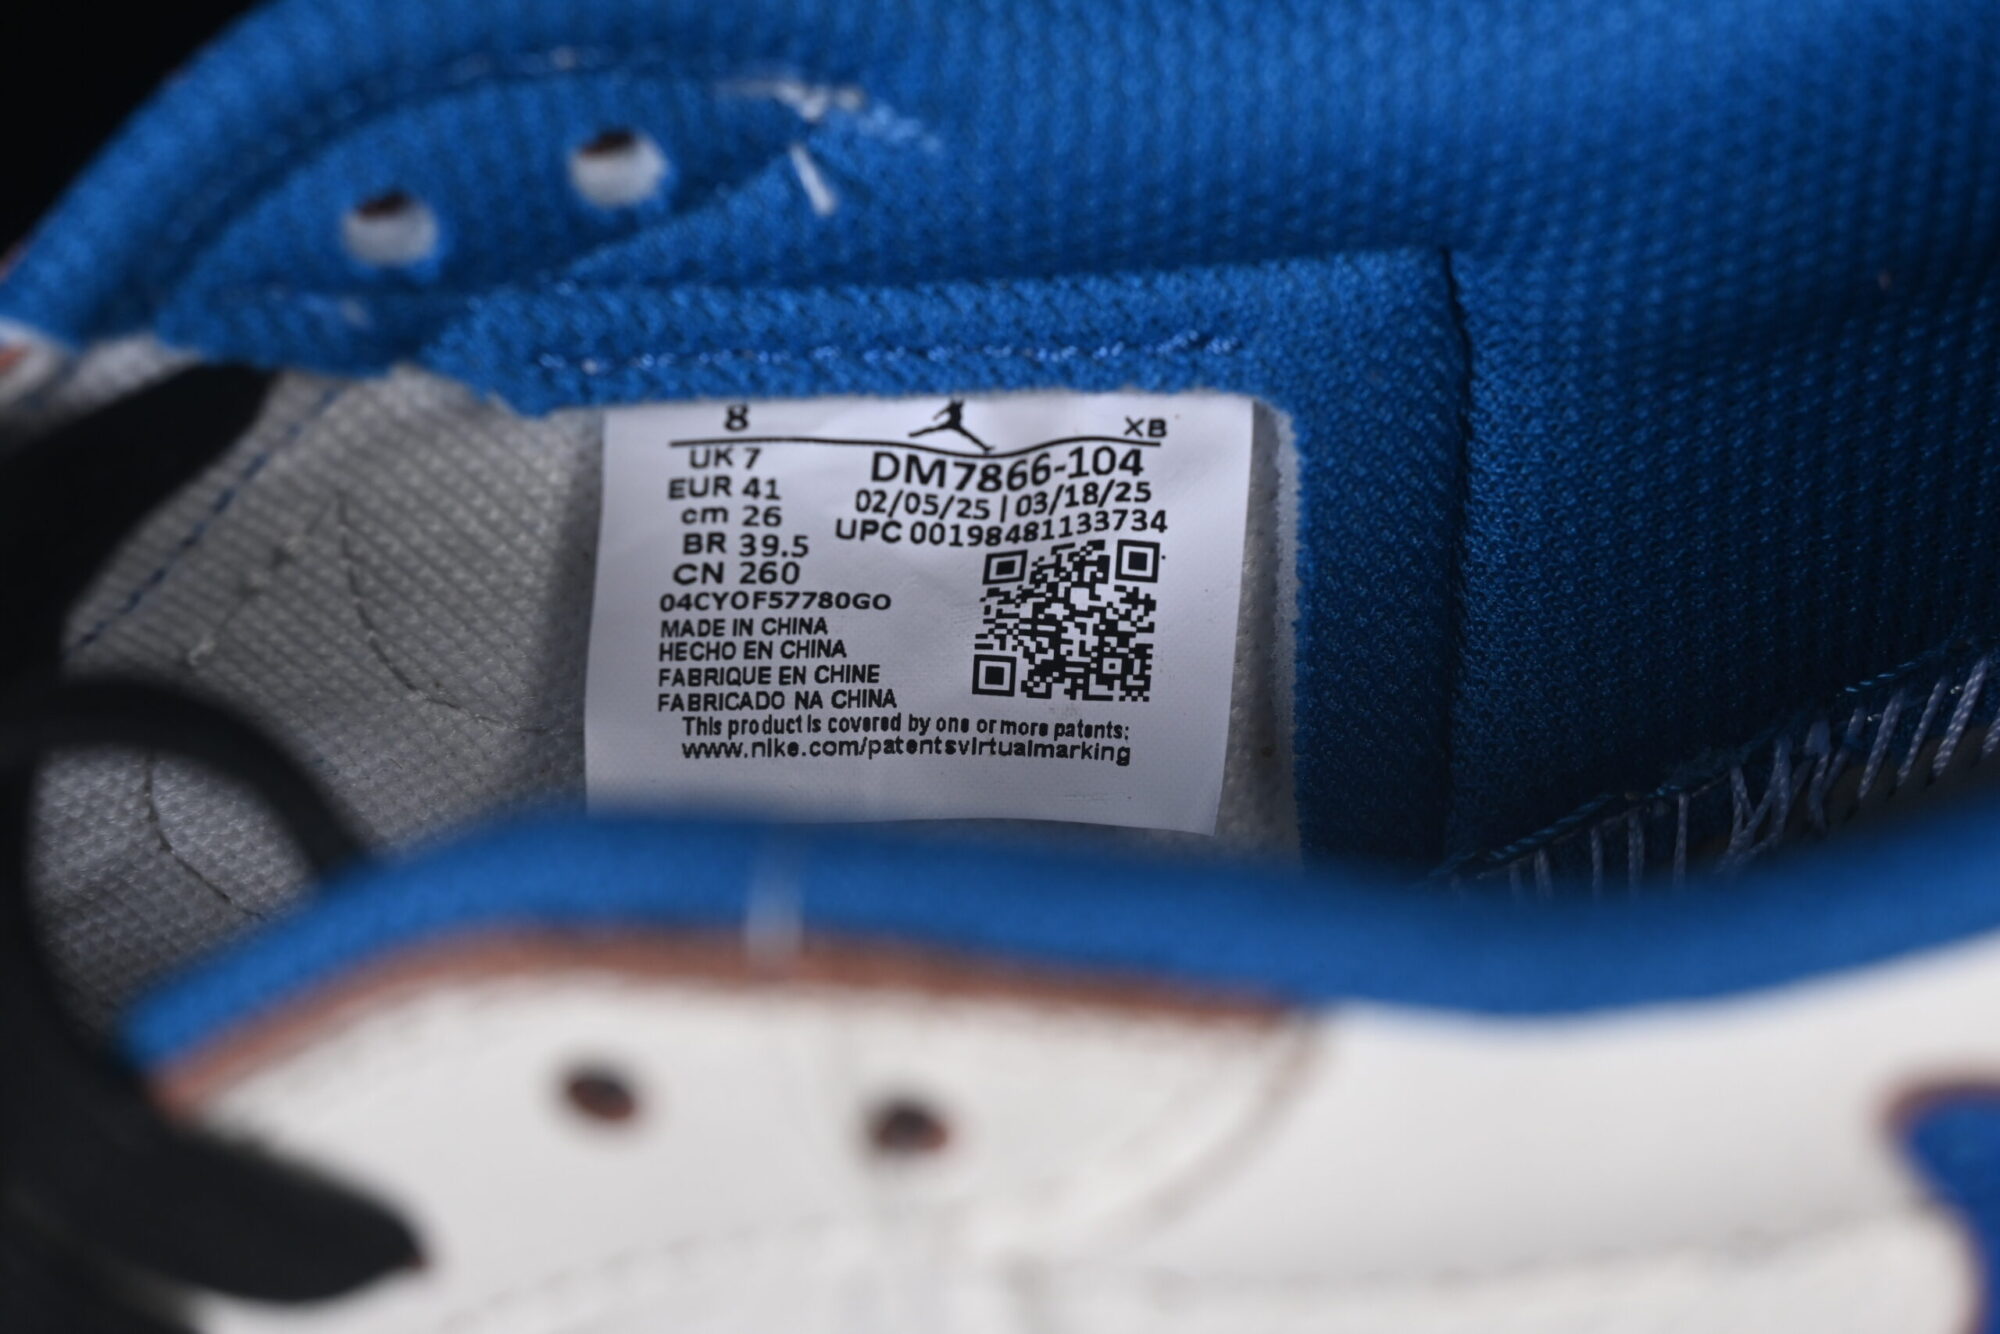 8 XB
UK 7
EUR 41
cm 26
BR 39.5
CN 260
DM7866-104
02/05/25 | 03/18/25
UPC 00198481133734
04CYOF57780GO
MADE IN CHINA
HECHO EN CHINA
FABRIQUE EN CHINE
FABRICADO NA CHINA
This product is covered by one or more patents:
www.nike.com/patentsvirtualmarking